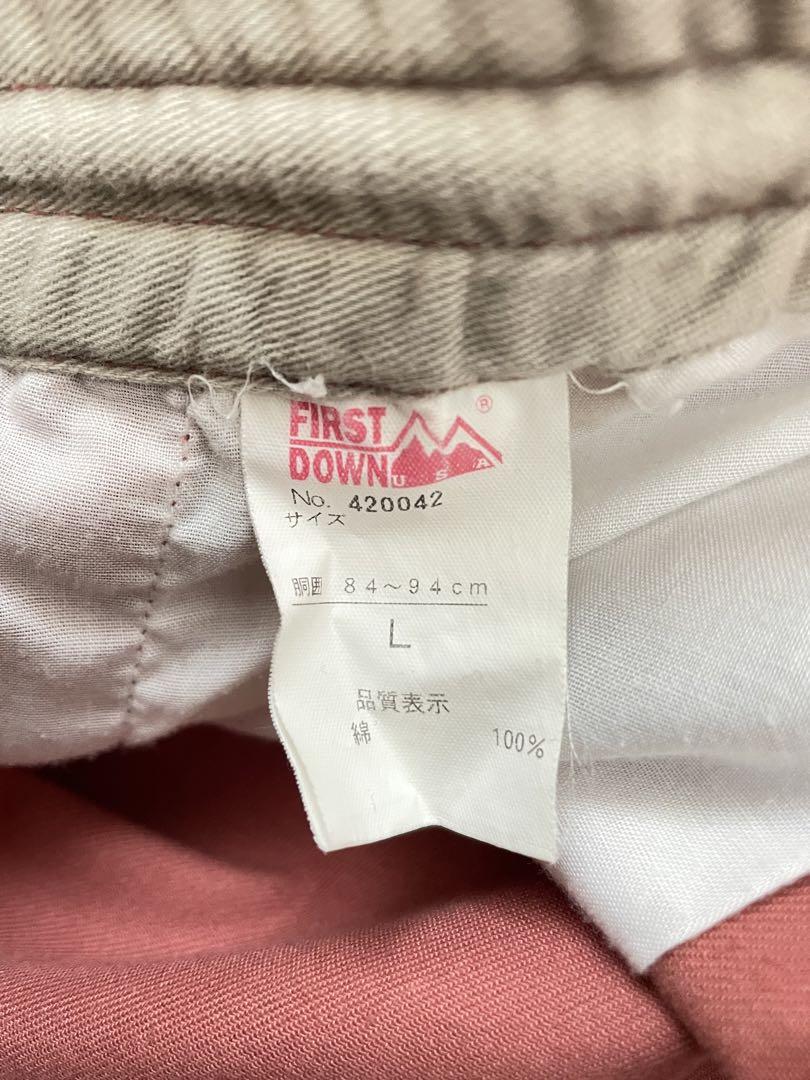 FIRST
DOWN USA ®
No. 420042
サイズ
胴囲 84～94cm
L
品質表示
綿 100%